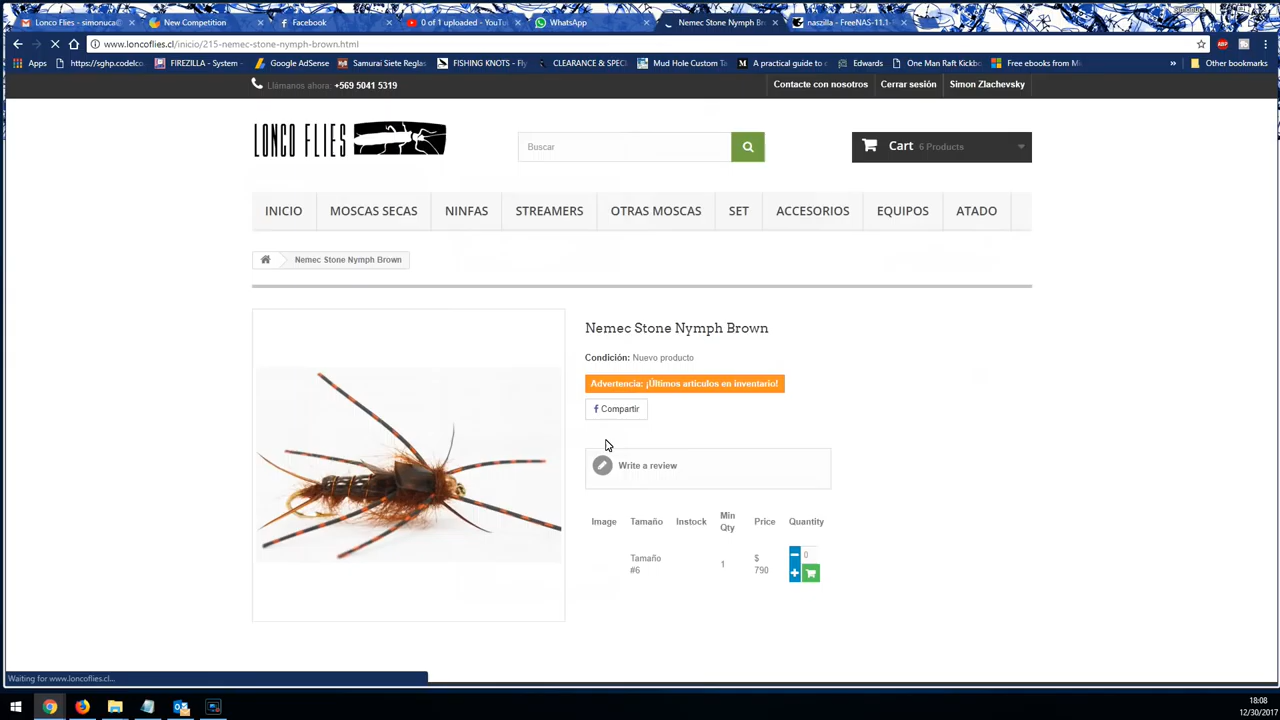 Lonco Flies - simonuca@
New Competition
Facebook
0 of 1 uploaded - YouTu
WhatsApp
Nemec Stone Nymph Br
naszilla - FreeNAS-11.1-
www.loncoflies.cl/inicio/215-nemec-stone-nymph-brown.html
Apps
https://sghp.codelco
FIREZILLA - System -
Google AdSense
Samurai Siete Reglas
FISHING KNOTS - Fly
CLEARANCE & SPECI
Mud Hole Custom Ta
A practical guide to
Edwards
One Man Raft Kickbo
Free ebooks from Mi
»
Other bookmarks
Llámanos ahora: +569 5041 5319
Contacte con nosotros
Cerrar sesión
Simon Zlachevsky
LONCO FLIES
Buscar
Cart 6 Products
INICIO
MOSCAS SECAS
NINFAS
STREAMERS
OTRAS MOSCAS
SET
ACCESORIOS
EQUIPOS
ATADO
Nemec Stone Nymph Brown
Nemec Stone Nymph Brown
Condición: Nuevo producto
Advertencia: ¡Últimos artículos en inventario!
Compartir
Write a review
Image
Tamaño
Instock
Min
Qty
Price
Quantity
Tamaño
#6
1
$
790
0
Waiting for www.loncoflies.cl...
18:08
12/30/2017